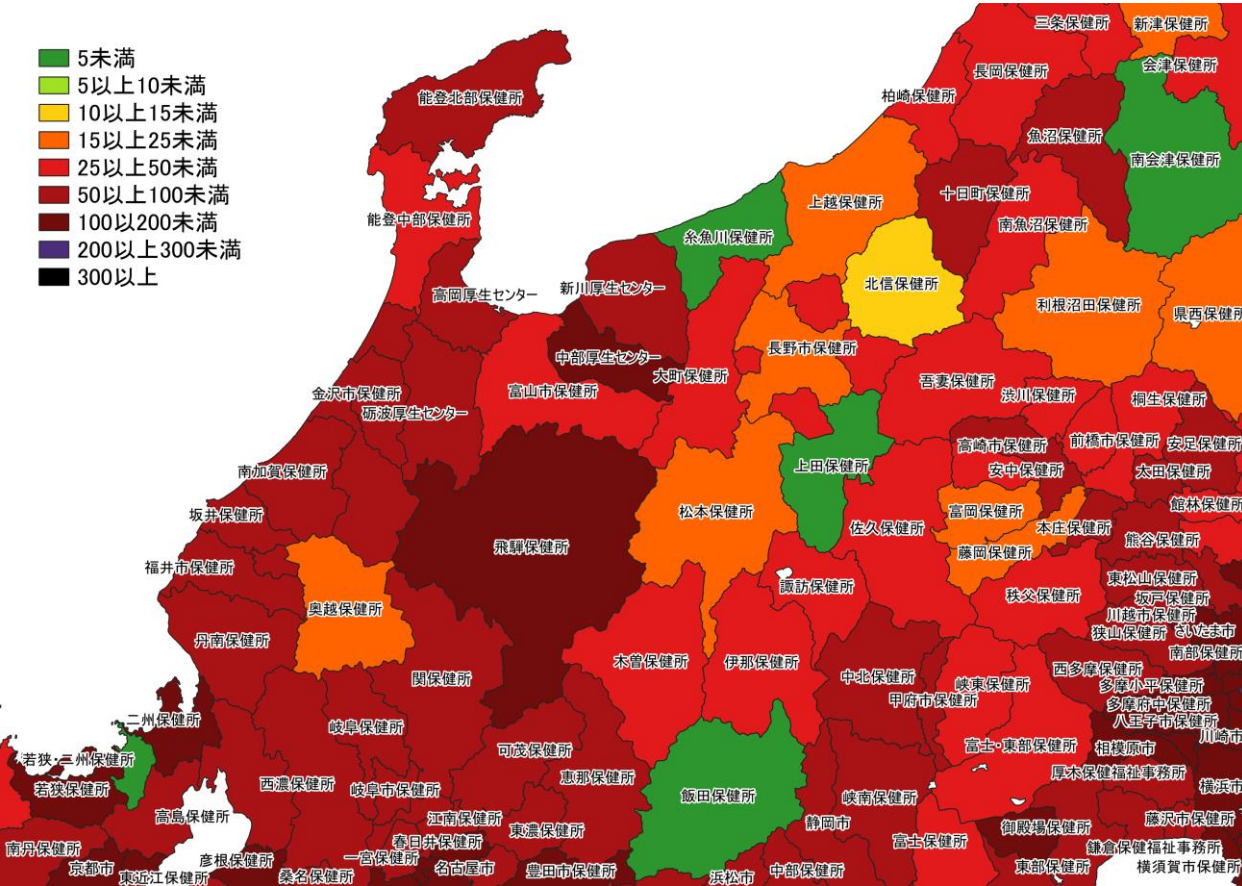 5未満
5以上10未満
10以上15未満
15以上25未満
25以上50未満
50以上100未満
100以200未満
200以上300未満
300以上
三条保健所
新津保健所
長岡保健所
会津保健所
柏崎保健所
能登北部保健所
魚沼保健所
南会津保健所
十日町保健所
上越保健所
能登中部保健所
南魚沼保健所
糸魚川保健所
新川厚生センター
高岡厚生センター
北信保健所
利根沼田保健所
県西保健所
長野市保健所
中部厚生センター
大町保健所
吾妻保健所
富山市保健所
金沢市保健所
渋川保健所
桐生保健所
砺波厚生センター
高崎市保健所
前橋市保健所
安足保健所
上田保健所
安中保健所
太田保健所
南加賀保健所
館林保健所
松本保健所
富岡保健所
坂井保健所
佐久保健所
本庄保健所
飛騨保健所
熊谷保健所
藤岡保健所
福井市保健所
東松山保健所
諏訪保健所
秩父保健所
坂戸保健所
奥越保健所
川越市保健所
狭山保健所
さいたま市
丹南保健所
南部保健所
木曽保健所
伊那保健所
西多摩保健所
関保健所
中北保健所
峡東保健所
多摩小平保健所
甲府市保健所
多摩府中保健所
二州保健所
岐阜保健所
八王子市保健所
川崎市
可茂保健所
富士・東部保健所
相模原市
若狭・二州保健所
恵那保健所
厚木保健福祉事務所
若狭保健所
西濃保健所
岐阜市保健所
飯田保健所
峡南保健所
横浜市
高島保健所
江南保健所
静岡市
藤沢市保健所
東濃保健所
御殿場保健所
春日井保健所
富士保健所
南丹保健所
鎌倉保健福祉事務所
一宮保健所
彦根保健所
京都市
名古屋市
豊田市保健所
中部保健所
東部保健所
横須賀市保健所
東近江保健所
桑名保健所
浜松市